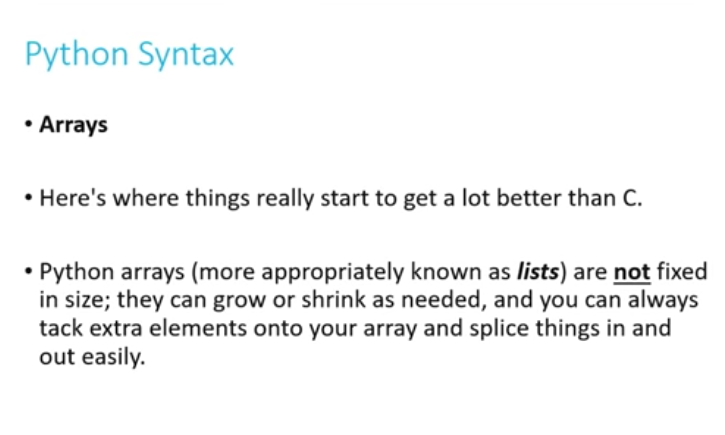 Python Syntax
• Arrays
• Here's where things really start to get a lot better than C.
• Python arrays (more appropriately known as lists) are not fixed
in size; they can grow or shrink as needed, and you can always
tack extra elements onto your array and splice things in and
out easily.